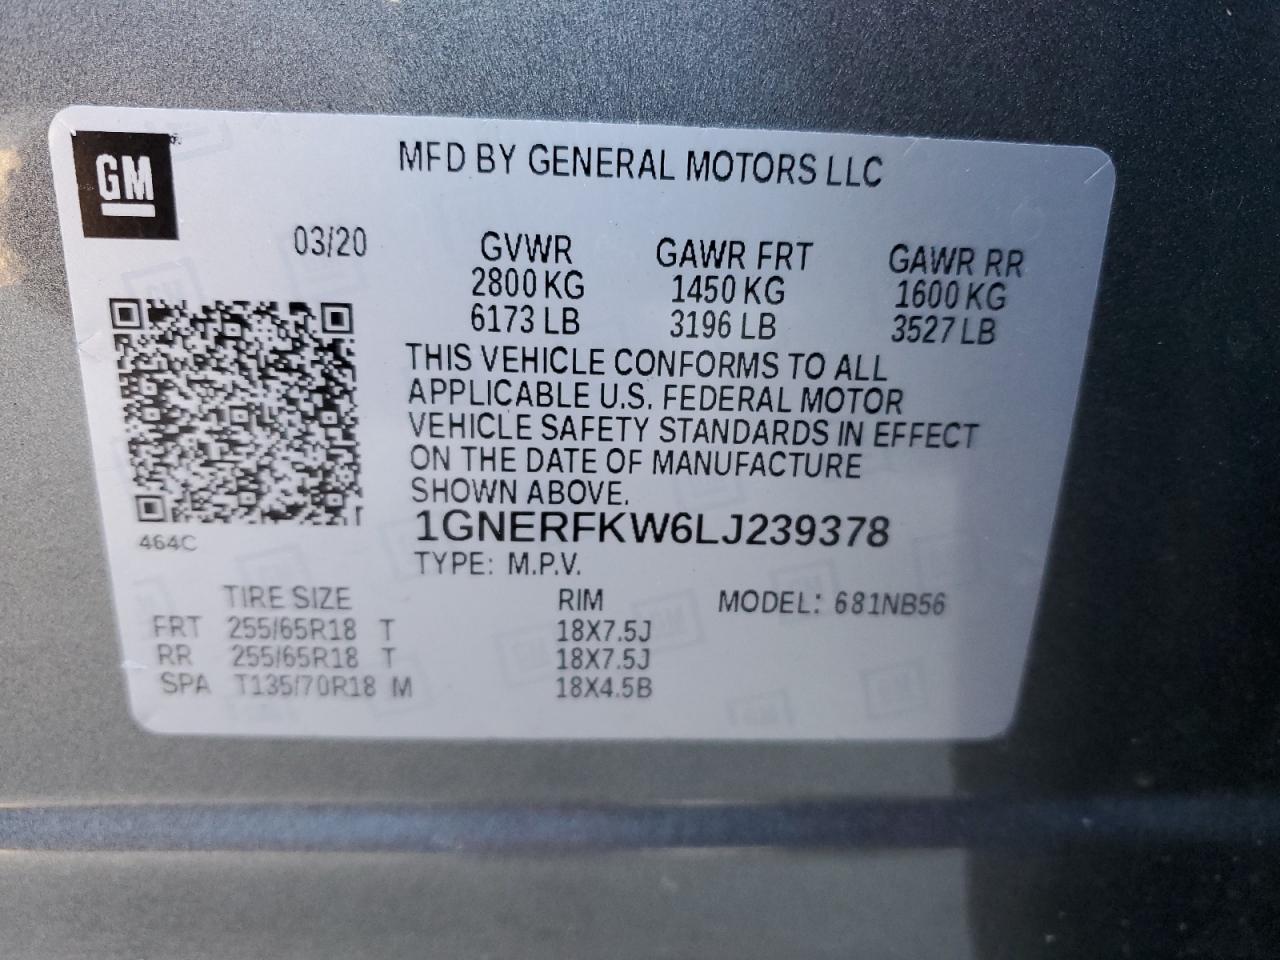 GM
MFD BY GENERAL MOTORS LLC
03/20
GVWR GAWR FRT GAWR RR
2800 KG 1450 KG 1600 KG
6173 LB 3196 LB 3527 LB
THIS VEHICLE CONFORMS TO ALL
APPLICABLE U.S. FEDERAL MOTOR
VEHICLE SAFETY STANDARDS IN EFFECT
ON THE DATE OF MANUFACTURE
SHOWN ABOVE.
1GNERFKW6LJ239378
464C
TYPE: M.P.V.
TIRE SIZE RIM MODEL: 681NB56
FRT 255/65R18 T 18X7.5J
RR 255/65R18 T 18X7.5J
SPA T135/70R18 M 18X4.5B